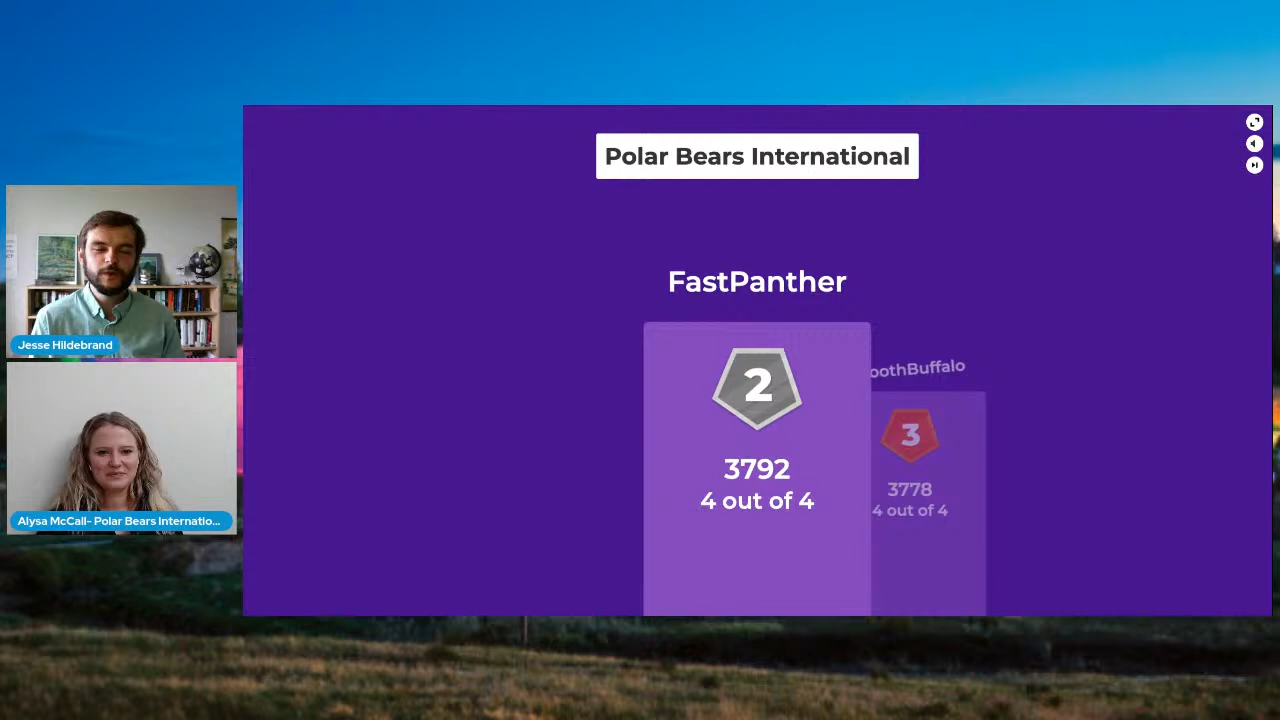 Polar Bears International
FastPanther
2
3792
4 out of 4
oothBuffalo
3
3778
4 out of 4
Jesse Hildebrand
Alysa McCall- Polar Bears Internatio...